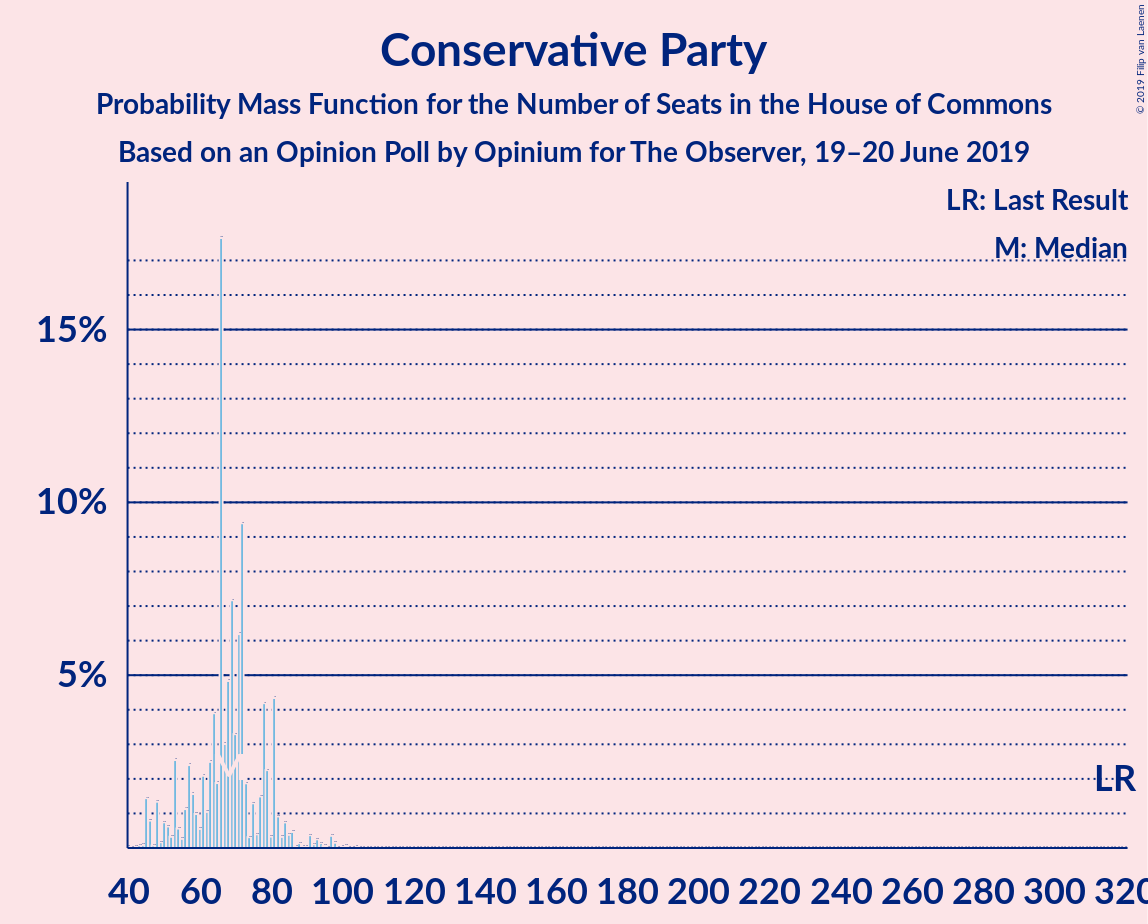 Conservative Party
Probability Mass Function for the Number of Seats in the House of Commons
Based on an Opinion Poll by Opinium for The Observer, 19–20 June 2019
© 2019 Filip van Laenen
LR: Last Result
M: Median
15%
10%
5%
M
LR
40 60 80 100 120 140 160 180 200 220 240 260 280 300 320